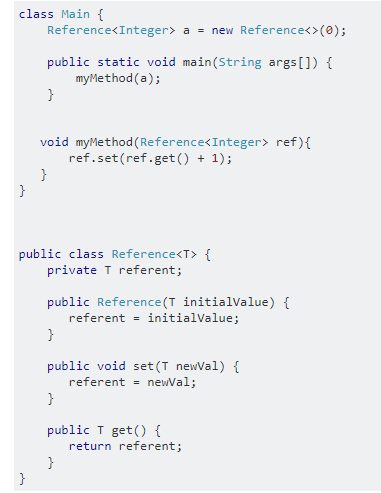 class Main {
    Reference<Integer> a = new Reference<>(0);

    public static void main(String args[]) {
        myMethod(a);
    }


   void myMethod(Reference<Integer> ref){
       ref.set(ref.get() + 1);
   }
}



public class Reference<T> {
    private T referent;

    public Reference(T initialValue) {
       referent = initialValue;
    }

    public void set(T newVal) {
       referent = newVal;
    }

    public T get() {
       return referent;
    }
}